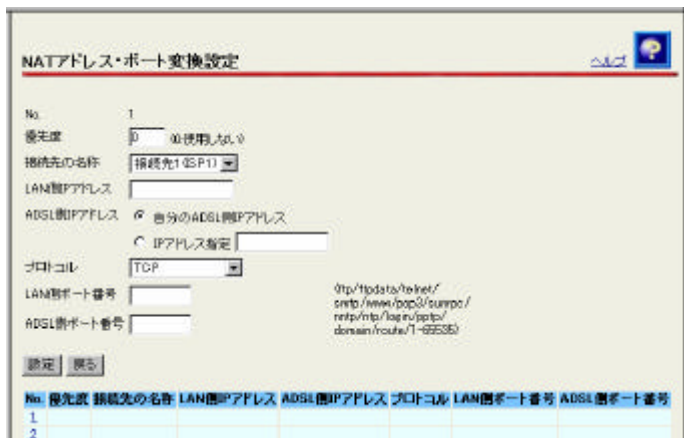 NATアドレス・ポート変換設定
ヘルプ
No. 1
優先度 0 (0:使用しない)
接続先の名称 接続先1(ISP1)
LAN側IPアドレス
ADSL側IPアドレス 自分のADSL側IPアドレス
IPアドレス指定
プロトコル TCP
LAN側ポート番号
(ftp/ftpdata/telnet/
smtp/www/pop3/sunrpc/
nntp/ntp/login/pptp/
domain/route/1-65535)
ADSL側ポート番号
設定 戻る
No. 優先度 接続先の名称 LAN側IPアドレス ADSL側IPアドレス プロトコル LAN側ポート番号 ADSL側ポート番号
1
2